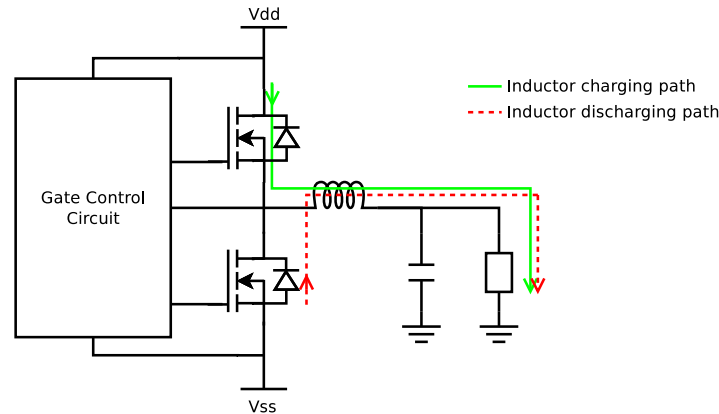 Vdd
Inductor charging path
Inductor discharging path
Gate Control
Circuit
Vss